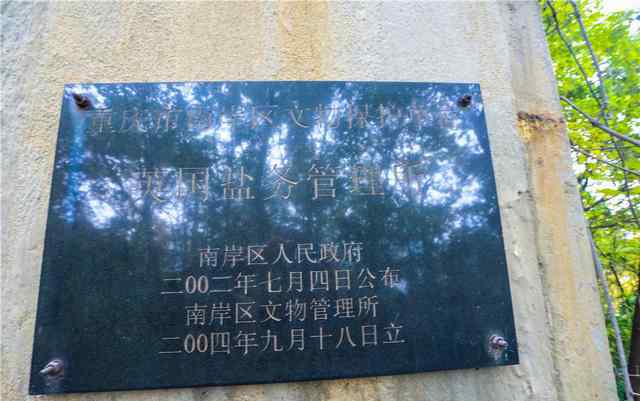 重庆市南岸区文物保护单位
英国盐务管理所
南岸区人民政府
二00二年七月四日公布
南岸区文物管理所
二00四年九月十八日立